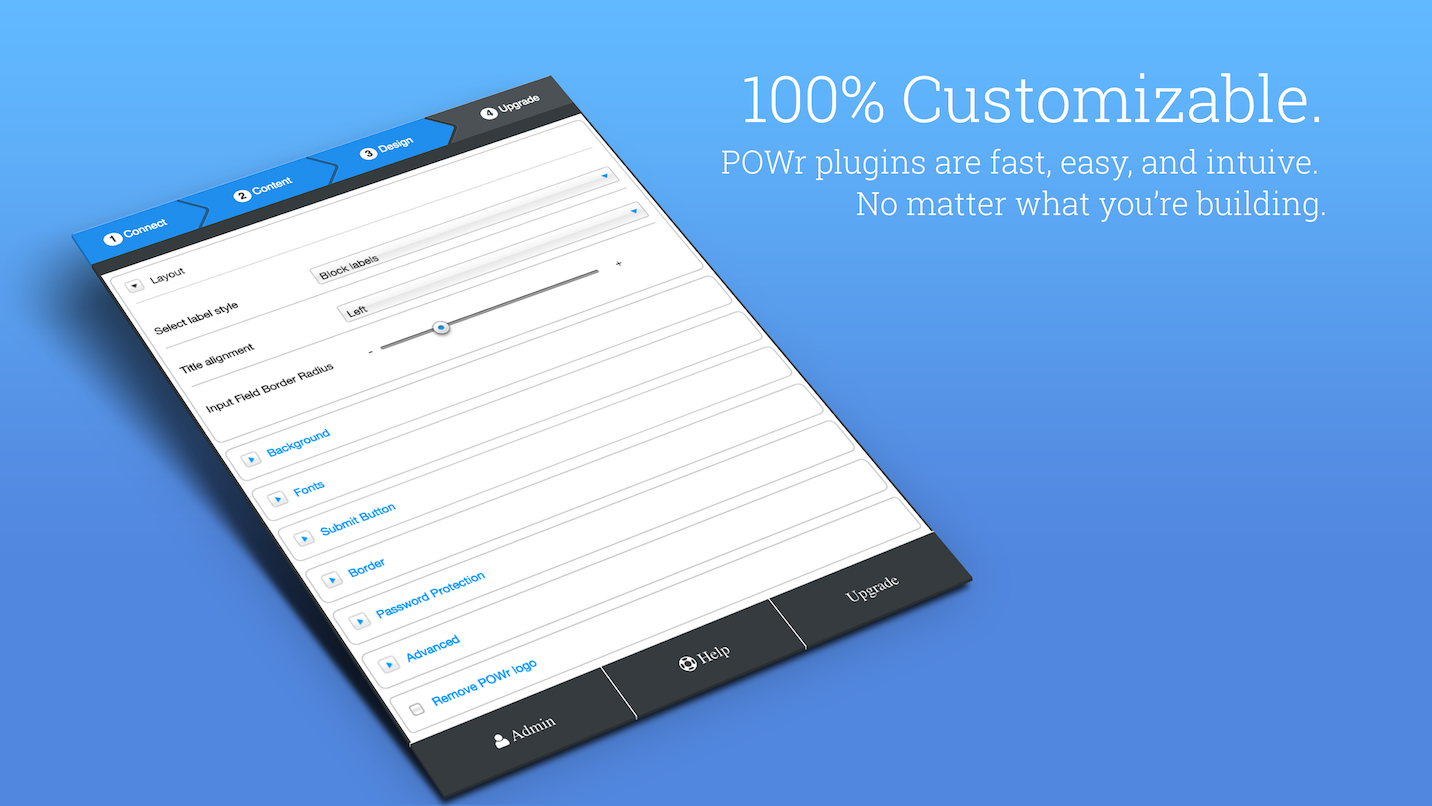 100% Customizable.
POWr plugins are fast, easy, and intuive.
No matter what you're building.
1 Connect
2 Content
3 Design
4 Upgrade
Layout
Select label style
Block labels
Title alignment
Left
Input Field Border Radius
- +
Background
Fonts
Submit Button
Border
Password Protection
Advanced
Remove POWr logo
Admin
Help
Upgrade